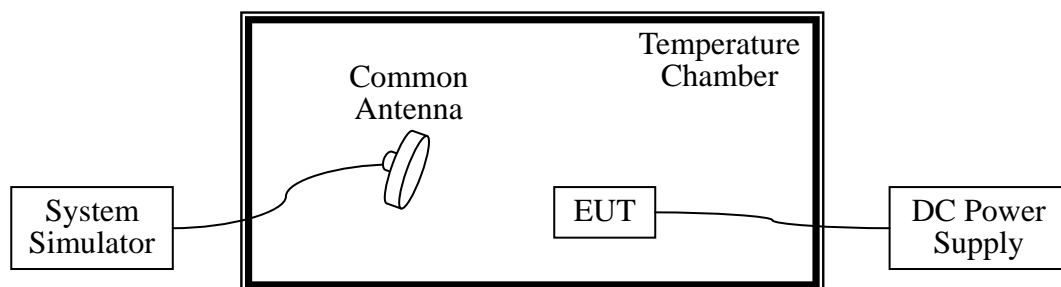 Temperature
Chamber
Common
Antenna
System
Simulator
EUT
DC Power
Supply